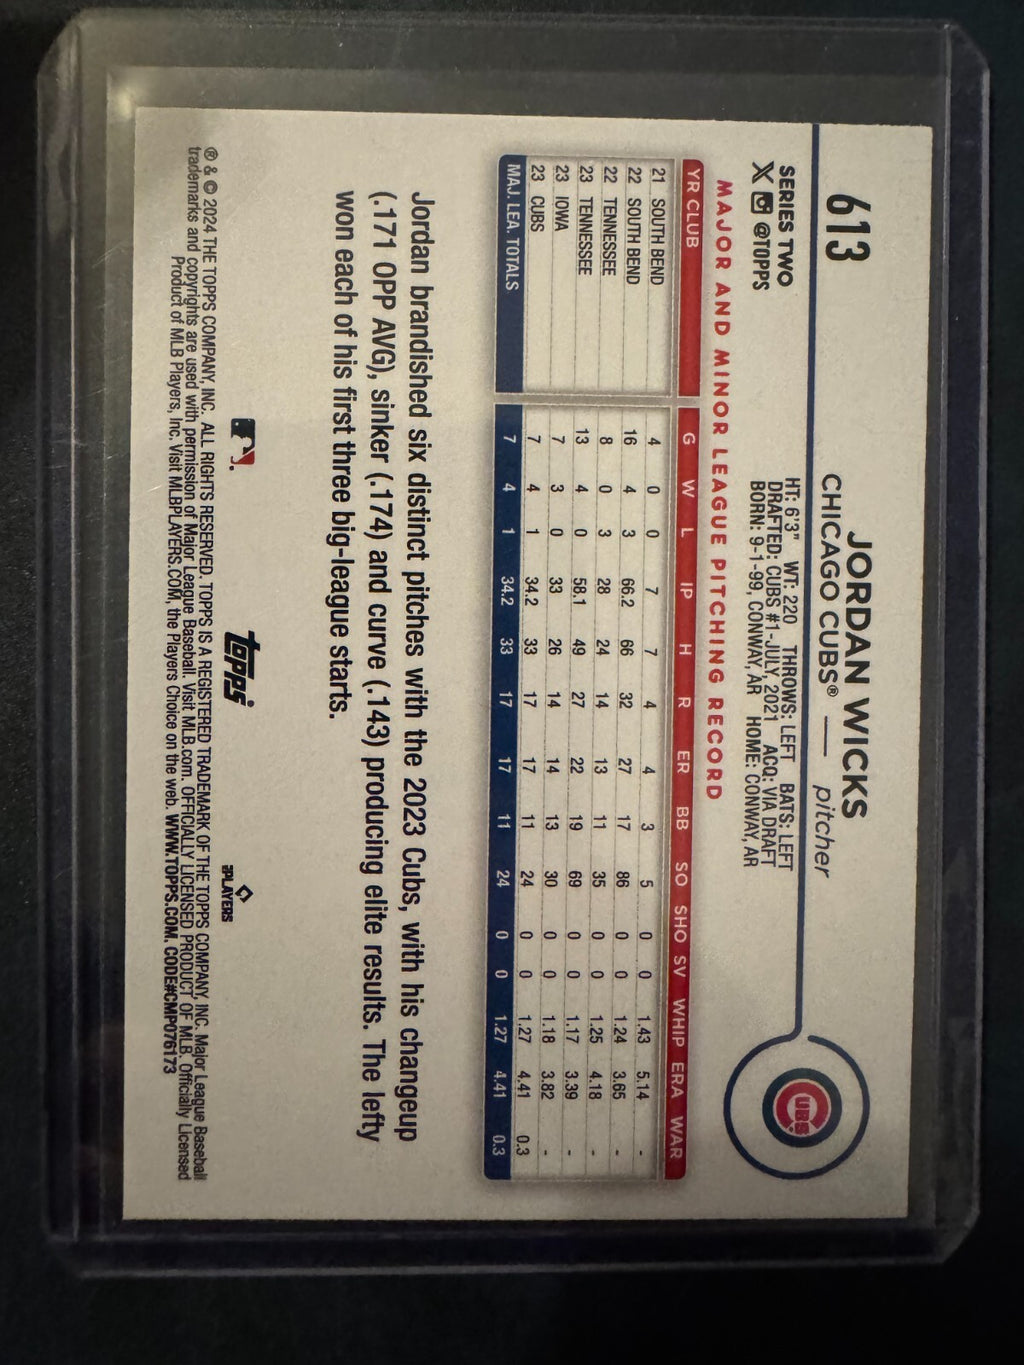 613
JORDAN WICKS
CHICAGO CUBS® — pitcher
SERIES TWO
X @TOPPS
HT: 6'3" WT: 220 THROWS: LEFT BATS: LEFT
DRAFTED: CUBS #1-JULY, 2021 ACQ: VIA DRAFT
BORN: 9-1-99, CONWAY, AR HOME: CONWAY, AR
CUBS
MAJOR AND MINOR LEAGUE PITCHING RECORD
YR CLUB G W L IP H R ER BB SO SHO SV WHIP ERA WAR
21 SOUTH BEND 4 0 0 7 7 4 4 3 5 0 0 1.43 5.14 -
22 SOUTH BEND 16 4 3 66.2 66 32 27 17 86 0 0 1.24 3.65 -
22 TENNESSEE 8 0 3 28 24 14 13 11 35 0 0 1.25 4.18 -
23 TENNESSEE 13 4 0 58.1 49 27 22 19 69 0 0 1.17 3.39 -
23 IOWA 7 3 0 33 26 14 14 13 30 0 0 1.18 3.82 -
23 CUBS 7 4 1 34.2 33 17 17 11 24 0 0 1.27 4.41 0.3
MAJ. LEA. TOTALS 7 4 1 34.2 33 17 17 11 24 0 0 1.27 4.41 0.3
Jordan brandished six distinct pitches with the 2023 Cubs, with his changeup
(.171 OPP AVG), sinker (.174) and curve (.143) producing elite results. The lefty
won each of his first three big-league starts.
topps
PLAYERS
® & © 2024 THE TOPPS COMPANY, INC. ALL RIGHTS RESERVED. TOPPS IS A REGISTERED TRADEMARK OF THE TOPPS COMPANY, INC. Major League Baseball
trademarks and copyrights are used with permission of Major League Baseball. Visit MLB.com. OFFICIALLY LICENSED PRODUCT OF MLB. Officially Licensed
Product of MLB Players, Inc. Visit MLBPLAYERS.COM, the Players Choice on the web. WWW.TOPPS.COM. CODE#CMP076173